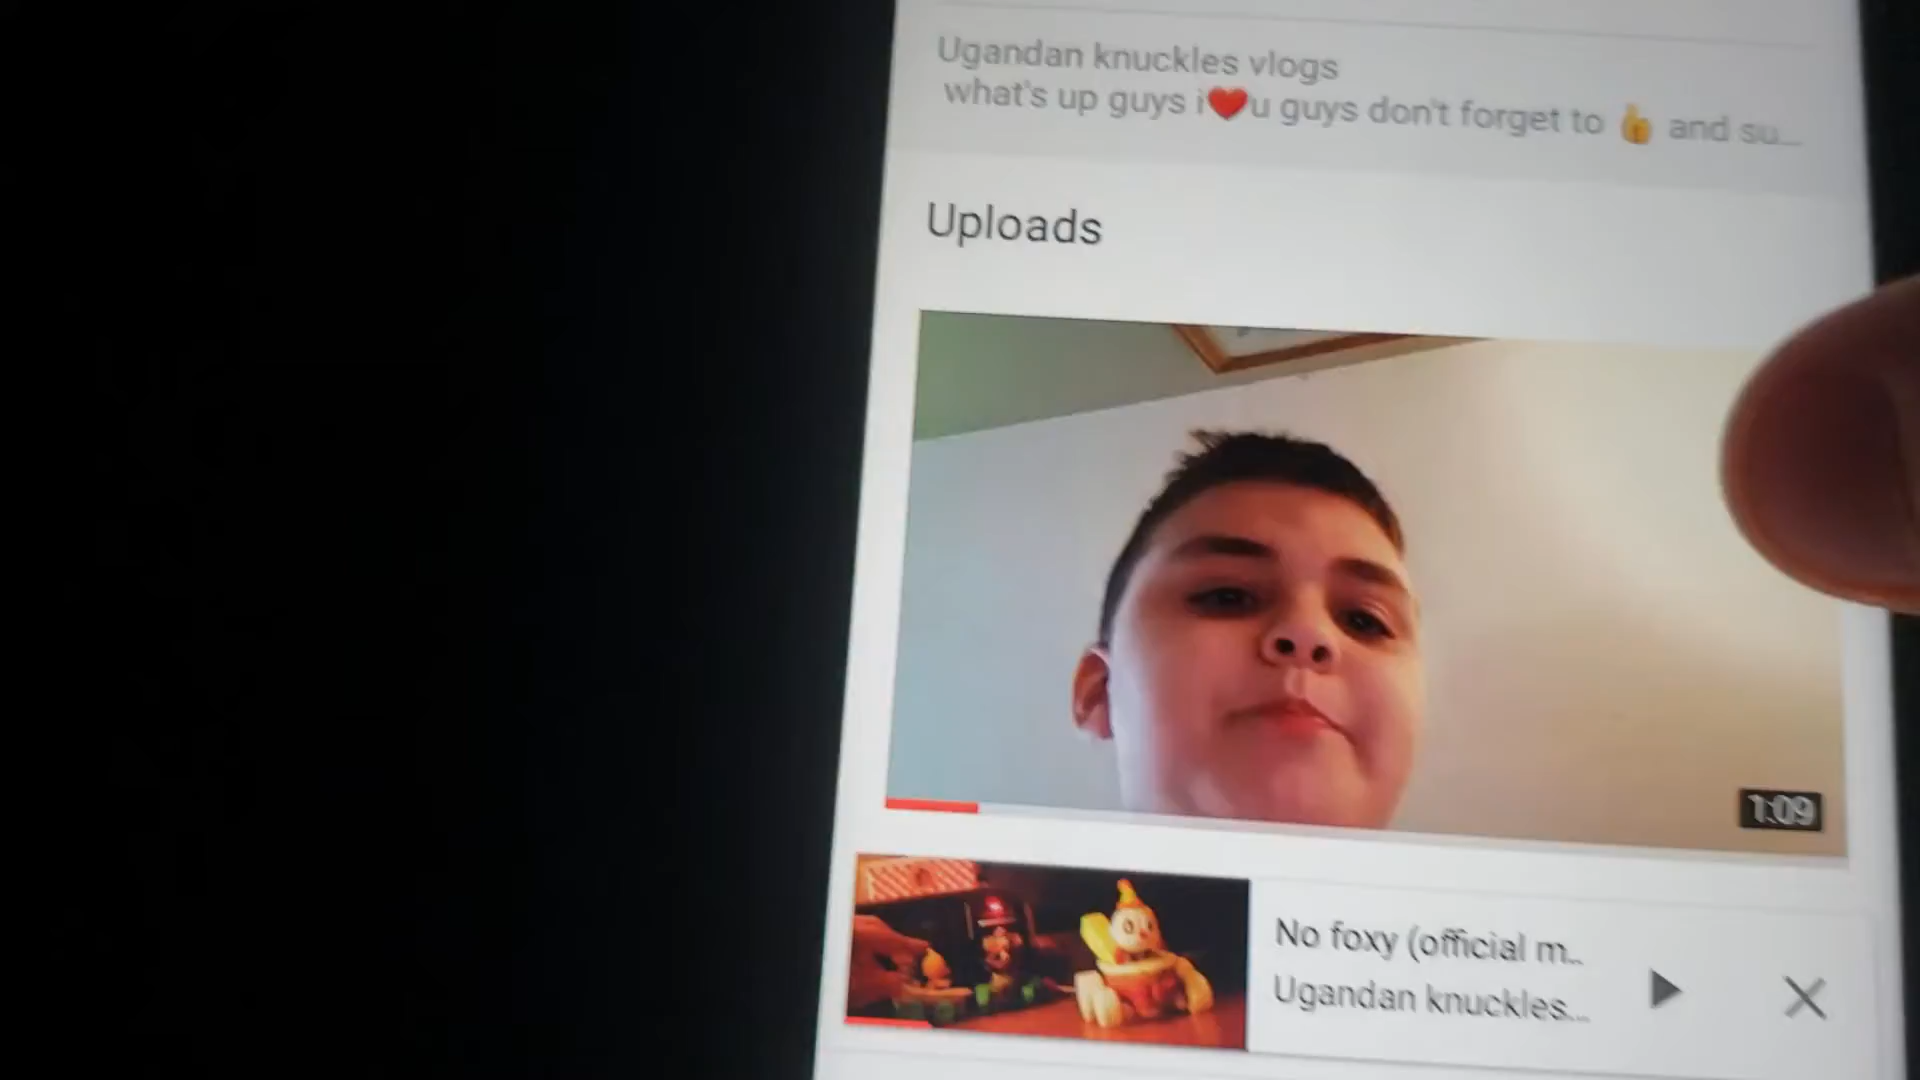 Ugandan knuckles vlogs
what's up guys i❤️u guys don't forget to 👍 and su...
Uploads
1:09
No foxy (official m..
Ugandan knuckles...